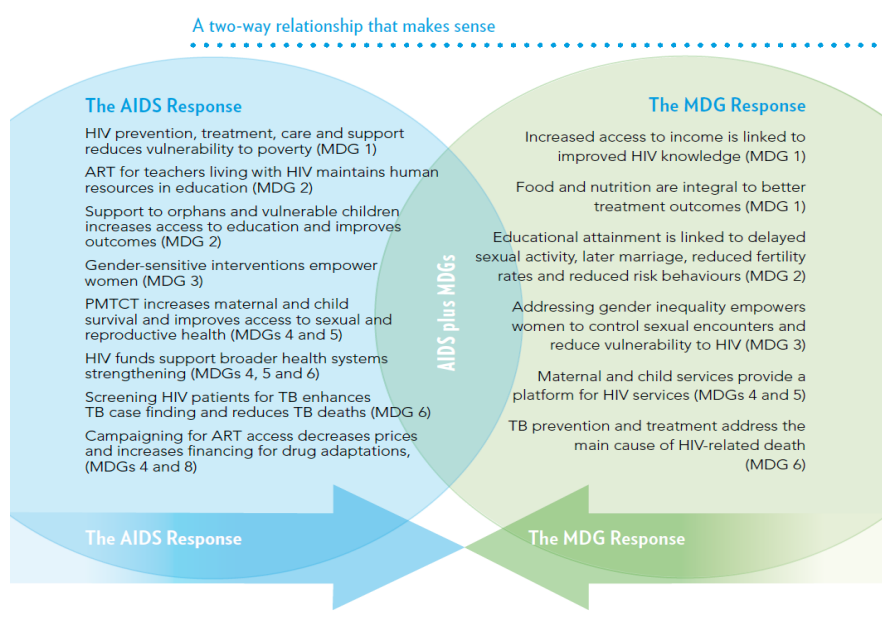 A two-way relationship that makes sense
The AIDS Response
HIV prevention, treatment, care and support
reduces vulnerability to poverty (MDG 1)
ART for teachers living with HIV maintains human
resources in education (MDG 2)
Support to orphans and vulnerable children
increases access to education and improves
outcomes (MDG 2)
Gender-sensitive interventions empower
women (MDG 3)
PMTCT increases maternal and child
survival and improves access to sexual and
reproductive health (MDGs 4 and 5)
HIV funds support broader health systems
strengthening (MDGs 4, 5 and 6)
Screening HIV patients for TB enhances
TB case finding and reduces TB deaths (MDG 6)
Campaigning for ART access decreases prices
and increases financing for drug adaptations,
(MDGs 4 and 8)
AIDS plus MDGs
The MDG Response
Increased access to income is linked to
improved HIV knowledge (MDG 1)
Food and nutrition are integral to better
treatment outcomes (MDG 1)
Educational attainment is linked to delayed
sexual activity, later marriage, reduced fertility
rates and reduced risk behaviours (MDG 2)
Addressing gender inequality empowers
women to control sexual encounters and
reduce vulnerability to HIV (MDG 3)
Maternal and child services provide a
platform for HIV services (MDGs 4 and 5)
TB prevention and treatment address the
main cause of HIV-related death
(MDG 6)
The AIDS Response
The MDG Response